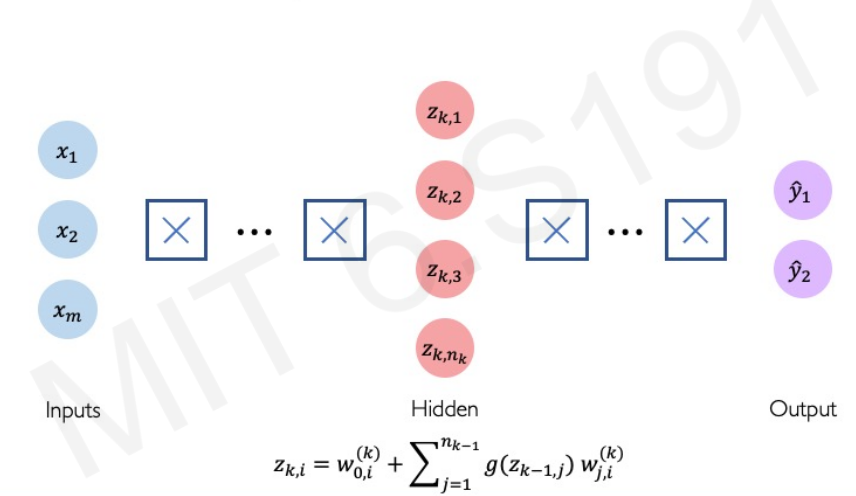 MIT 6.S191
x₁
x₂
xₘ
× ... ×
z_{k,1}
z_{k,2}
z_{k,3}
z_{k,n_k}
× ... ×
ŷ₁
ŷ₂
Inputs
Hidden
Output
z_{k,i} = w_{0,i}^{(k)} + ∑_{j=1}^{n_{k-1}} g(z_{k-1,j}) w_{j,i}^{(k)}